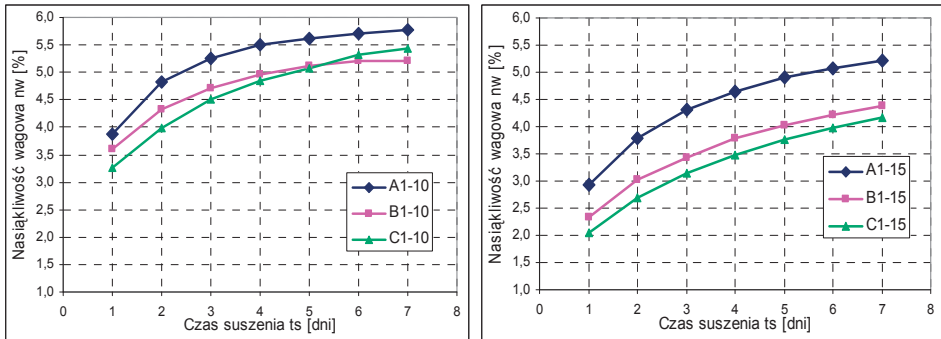 Nasiąkliwość wagowa nw [%]
6,0
5,5
5,0
4,5
4,0
3,5
3,0
2,5
2,0
1,5
1,0
A1-10
B1-10
C1-10
0 1 2 3 4 5 6 7 8
Czas suszenia ts [dni]
Nasiąkliwość wagowa nw [%]
6,0
5,5
5,0
4,5
4,0
3,5
3,0
2,5
2,0
1,5
1,0
A1-15
B1-15
C1-15
0 1 2 3 4 5 6 7 8
Czas suszenia ts [dni]